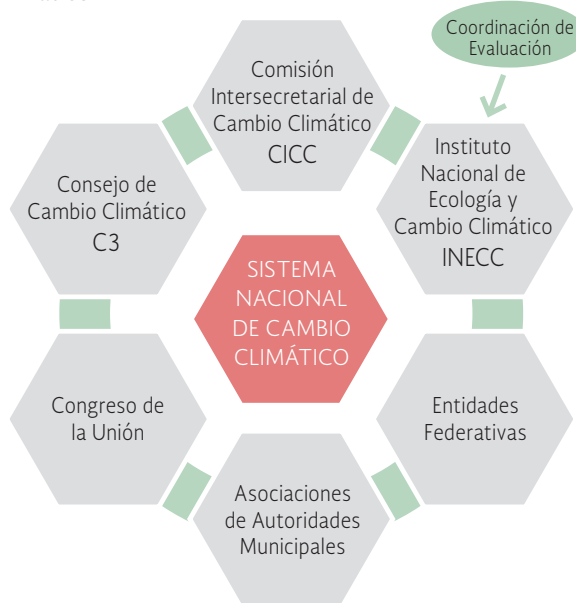 Coordinación de
Evaluación
Comisión
Intersecretarial de
Cambio Climático
CICC
Instituto
Nacional de
Ecología y
Cambio Climático
INECC
Consejo de
Cambio Climático
C3
SISTEMA
NACIONAL
DE CAMBIO
CLIMÁTICO
Congreso de
la Unión
Entidades
Federativas
Asociaciones
de Autoridades
Municipales